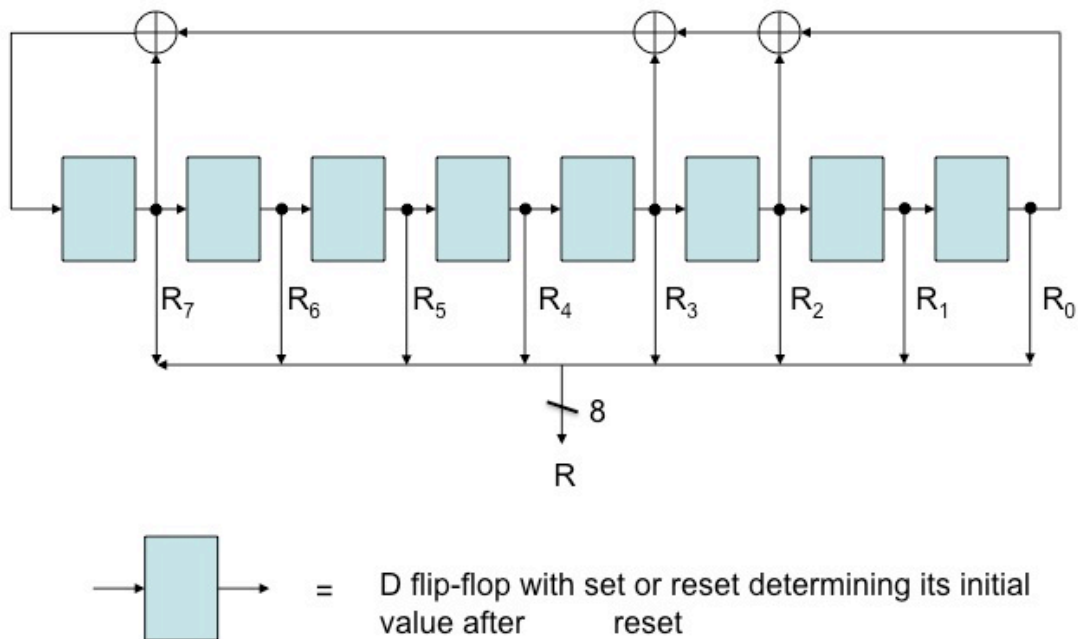 R7 R6 R5 R4 R3 R2 R1 R0
8
R
= D flip-flop with set or reset determining its initial
value after reset